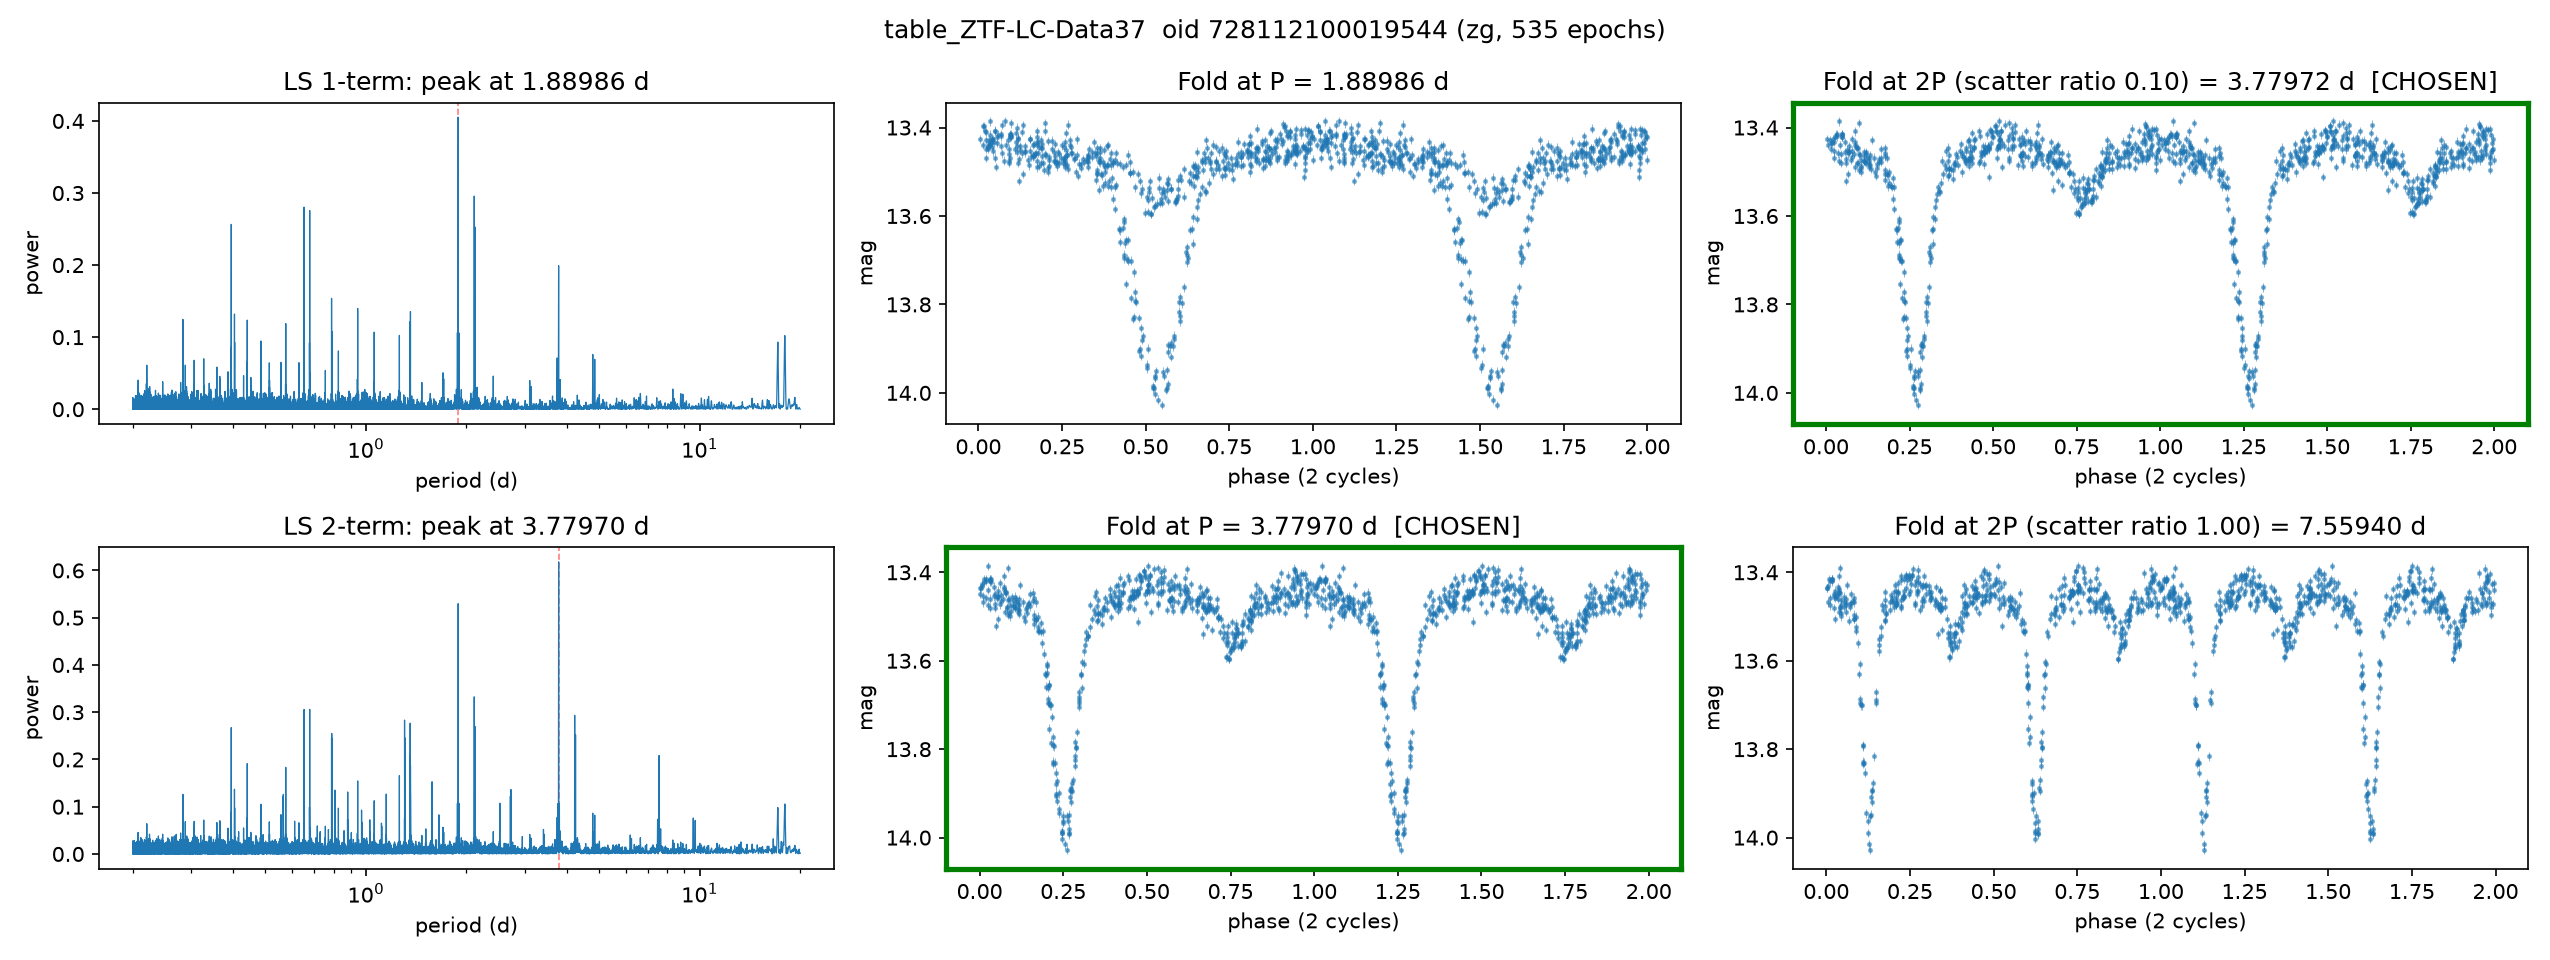 table_ZTF-LC-Data37  oid 728112100019544 (zg, 535 epochs)
LS 1-term: peak at 1.88986 d
power
0.4
0.3
0.2
0.1
0.0
10⁰
10¹
period (d)
Fold at P = 1.88986 d
mag
13.4
13.6
13.8
14.0
0.00 0.25 0.50 0.75 1.00 1.25 1.50 1.75 2.00
phase (2 cycles)
Fold at 2P (scatter ratio 0.10) = 3.77972 d  [CHOSEN]
mag
13.4
13.6
13.8
14.0
0.00 0.25 0.50 0.75 1.00 1.25 1.50 1.75 2.00
phase (2 cycles)
LS 2-term: peak at 3.77970 d
power
0.6
0.5
0.4
0.3
0.2
0.1
0.0
10⁰
10¹
period (d)
Fold at P = 3.77970 d  [CHOSEN]
mag
13.4
13.6
13.8
14.0
0.00 0.25 0.50 0.75 1.00 1.25 1.50 1.75 2.00
phase (2 cycles)
Fold at 2P (scatter ratio 1.00) = 7.55940 d
mag
13.4
13.6
13.8
14.0
0.00 0.25 0.50 0.75 1.00 1.25 1.50 1.75 2.00
phase (2 cycles)